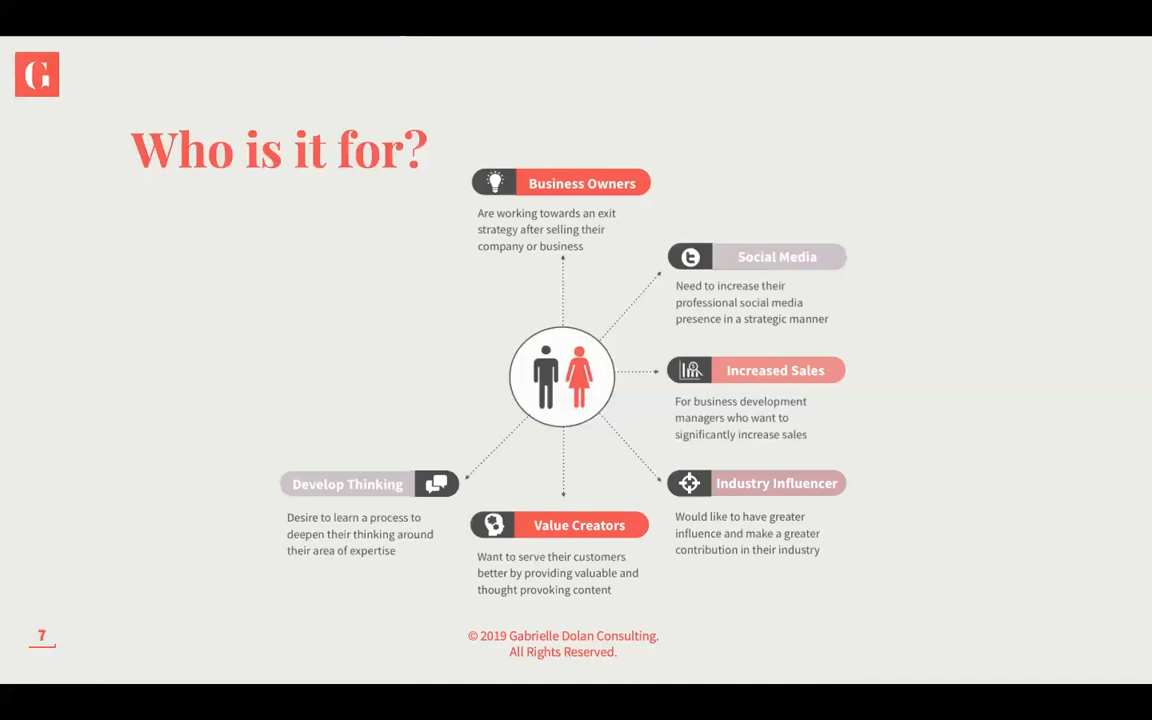 G
Who is it for?
Business Owners
Are working towards an exit
strategy after selling their
company or business
Social Media
Need to increase their
professional social media
presence in a strategic manner
Increased Sales
For business development
managers who want to
significantly increase sales
Industry Influencer
Would like to have greater
influence and make a greater
contribution in their industry
Value Creators
Want to serve their customers
better by providing valuable and
thought provoking content
Develop Thinking
Desire to learn a process to
deepen their thinking around
their area of expertise
7
© 2019 Gabrielle Dolan Consulting.
All Rights Reserved.